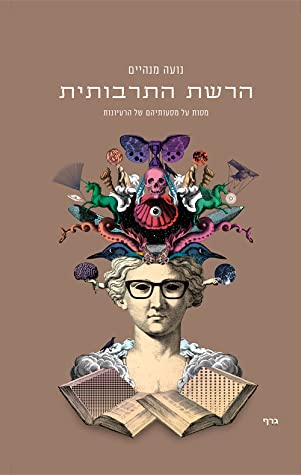 נועה מנהיים
הרשת התרבותית
מסות על מסעותיהם של הרעיונות
גרף